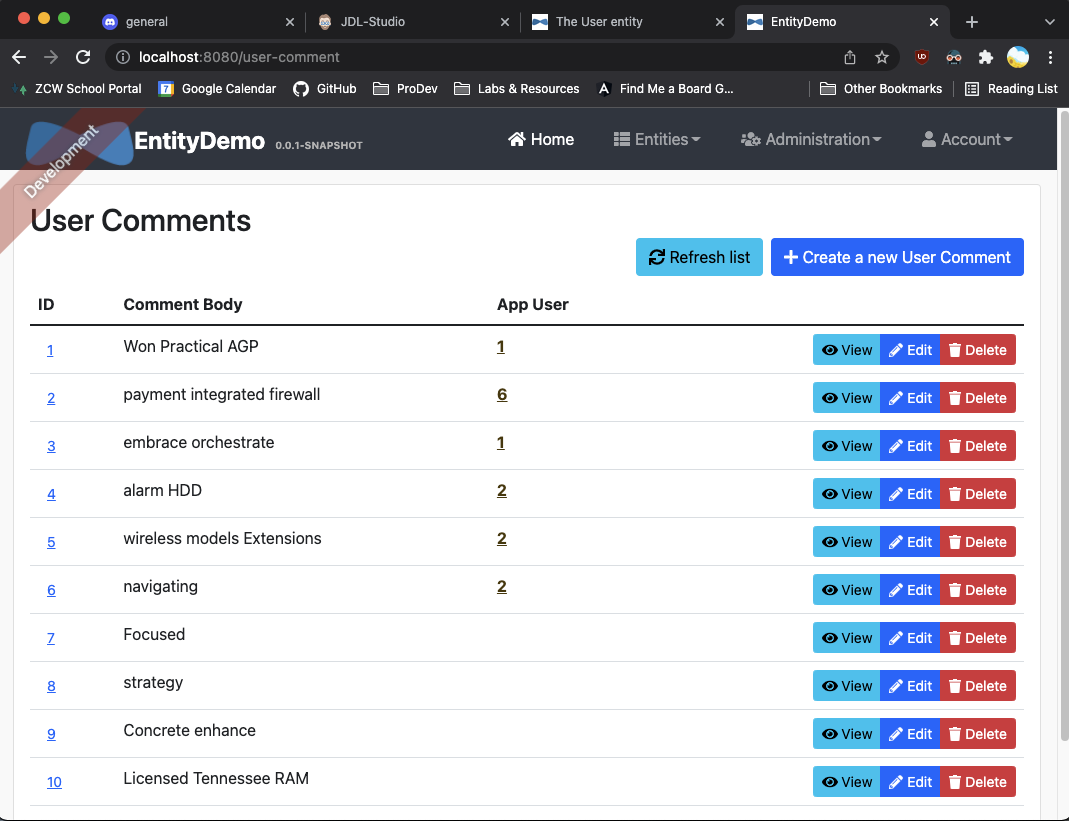 general
JDL-Studio
The User entity
EntityDemo
localhost:8080/user-comment
ZCW School Portal
7 Google Calendar
GitHub
ProDev
Labs & Resources
Find Me a Board G...
Other Bookmarks
Reading List
Development
EntityDemo 0.0.1-SNAPSHOT
Home
Entities
Administration
Account
User Comments
Refresh list
Create a new User Comment
ID Comment Body App User
1 Won Practical AGP 1 View Edit Delete
2 payment integrated firewall 6 View Edit Delete
3 embrace orchestrate 1 View Edit Delete
4 alarm HDD 2 View Edit Delete
5 wireless models Extensions 2 View Edit Delete
6 navigating 2 View Edit Delete
7 Focused View Edit Delete
8 strategy View Edit Delete
9 Concrete enhance View Edit Delete
10 Licensed Tennessee RAM View Edit Delete